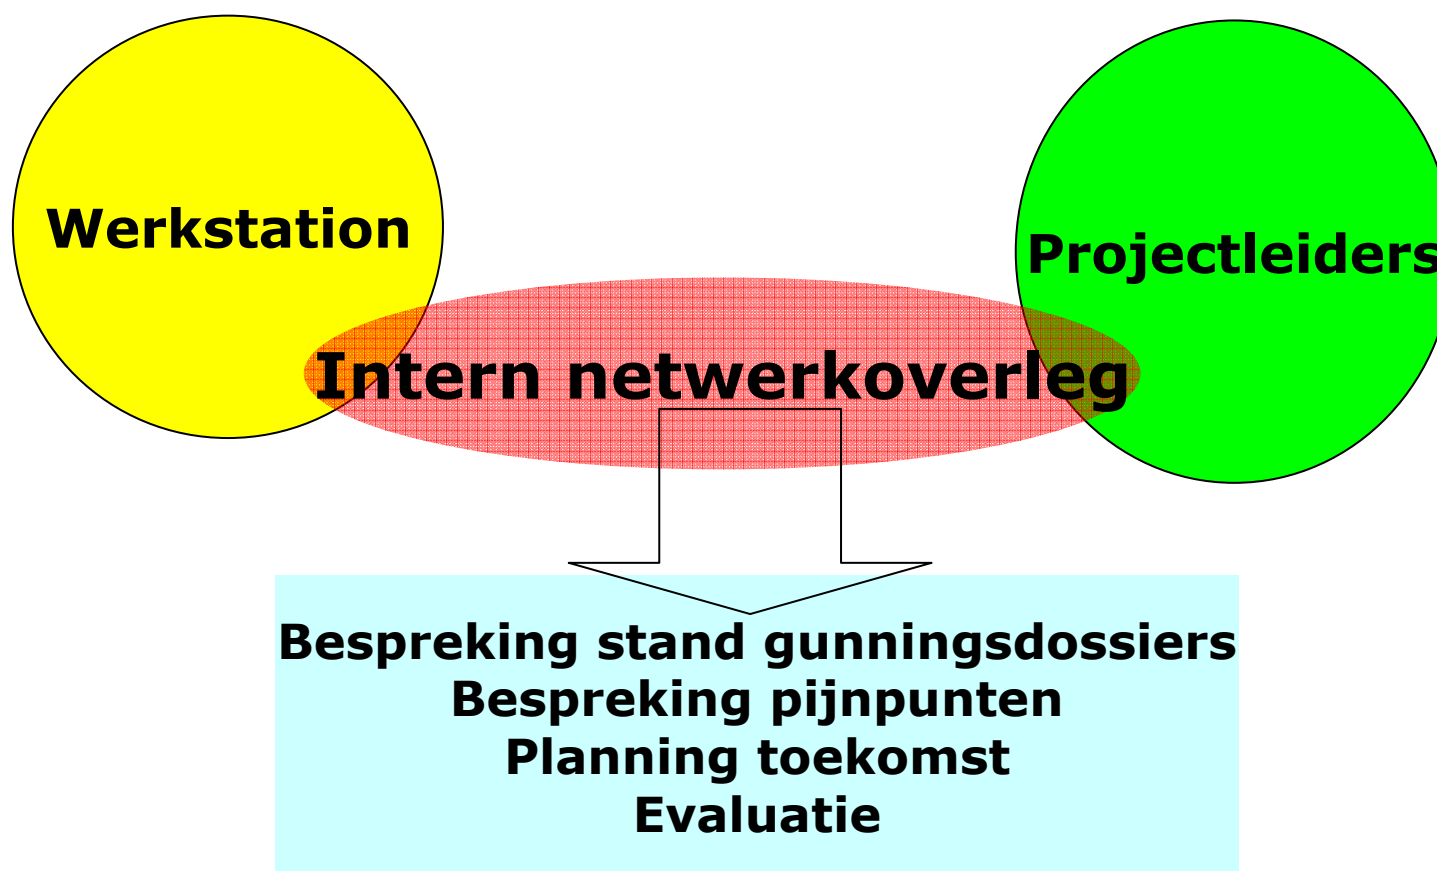 Werkstation
Projectleiders
Intern netwerkoverleg
Bespreking stand gunningsdossiers
Bespreking pijnpunten
Planning toekomst
Evaluatie